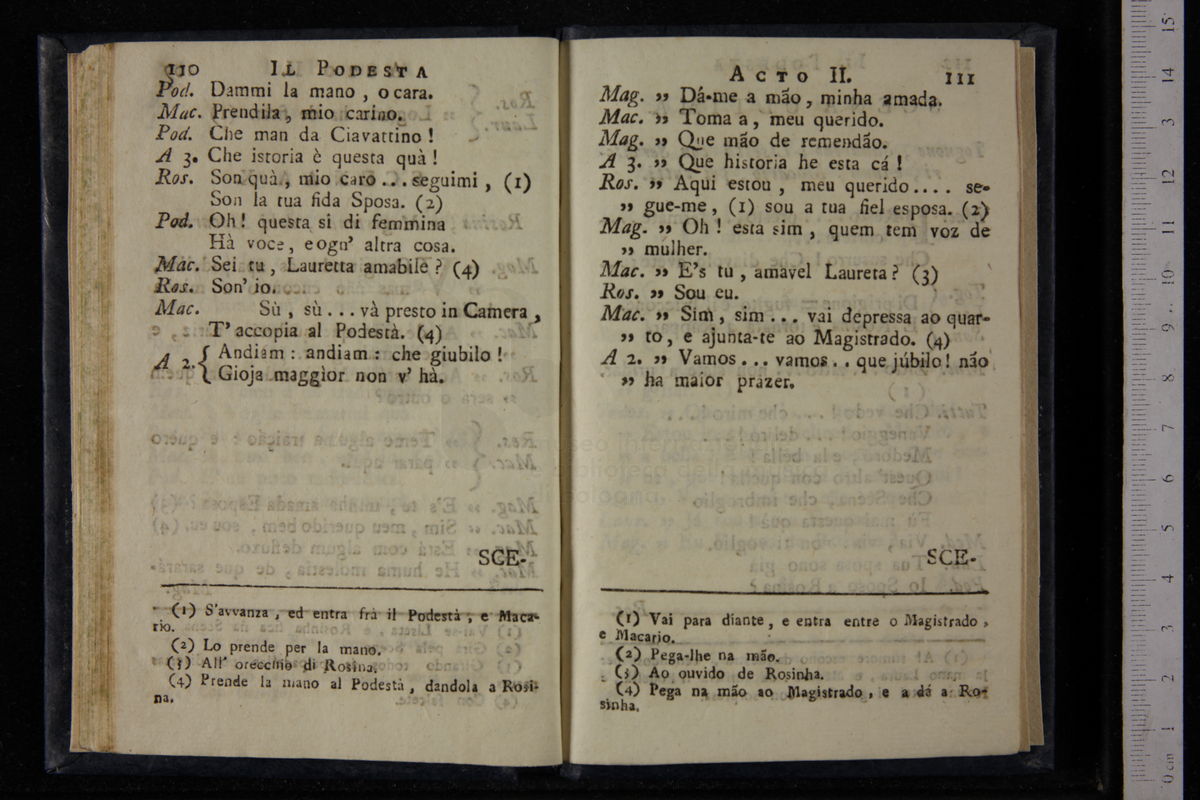 110 IL PODESTA
Pod. Dammi la mano , o cara.
Mac. Prendila , mio carino.
Pod. Che man da Ciavattino !
A 3. Che istoria è questa quà !
Ros. Son quà , mio caro ... seguimi , (1)
Son la tua fida Sposa. (2)
Pod. Oh ! questa sì di femmina
Hà voce, e ogn' altra cosa.
Mac. Sei tu , Lauretta amabile ? (4)
Ros. Son' io.
Mac. Sù , sù ... và presto in Camera ,
T' accopia al Podestà. (4)
A 2. { Andiam : andiam : che giubilo !
Gioja maggior non v' hà.
SCE-
(1) S'avvanza , ed entra frà il Podestà , e Maca-
rio.
(2) Lo prende per la mano.
(3) All' orecchio di Rosina.
(4) Prende la mano al Podestà , dandola a Rosi-
na.
ACTO II. 111
Mag. ,, Dá-me a mão , minha amada.
Mac. ,, Toma a , meu querido.
Mag. ,, Que mão de remendão.
A 3. ,, Que historia he esta cá !
Ros. ,, Aqui estou , meu querido .... se-
,, gue-me , (1) sou a tua fiel esposa. (2)
Mag. ,, Oh ! esta sim , quem tem voz de
,, mulher.
Mac. ,, E's tu , amavel Laureta ? (3)
Ros. ,, Sou eu.
Mac. ,, Sim , sim ... vai depressa ao quar-
,, to , e ajunta-te ao Magistrado. (4)
A 2. ,, Vamos ... vamos .. que júbilo ! não
,, ha maior prazer.
SCE-
(1) Vai para diante , e entra entre o Magistrado ,
e Macario.
(2) Pega-lhe na mão.
(3) Ao ouvido de Rosinha.
(4) Pega na mão ao Magistrado , e a dá a Ro-
sinha.